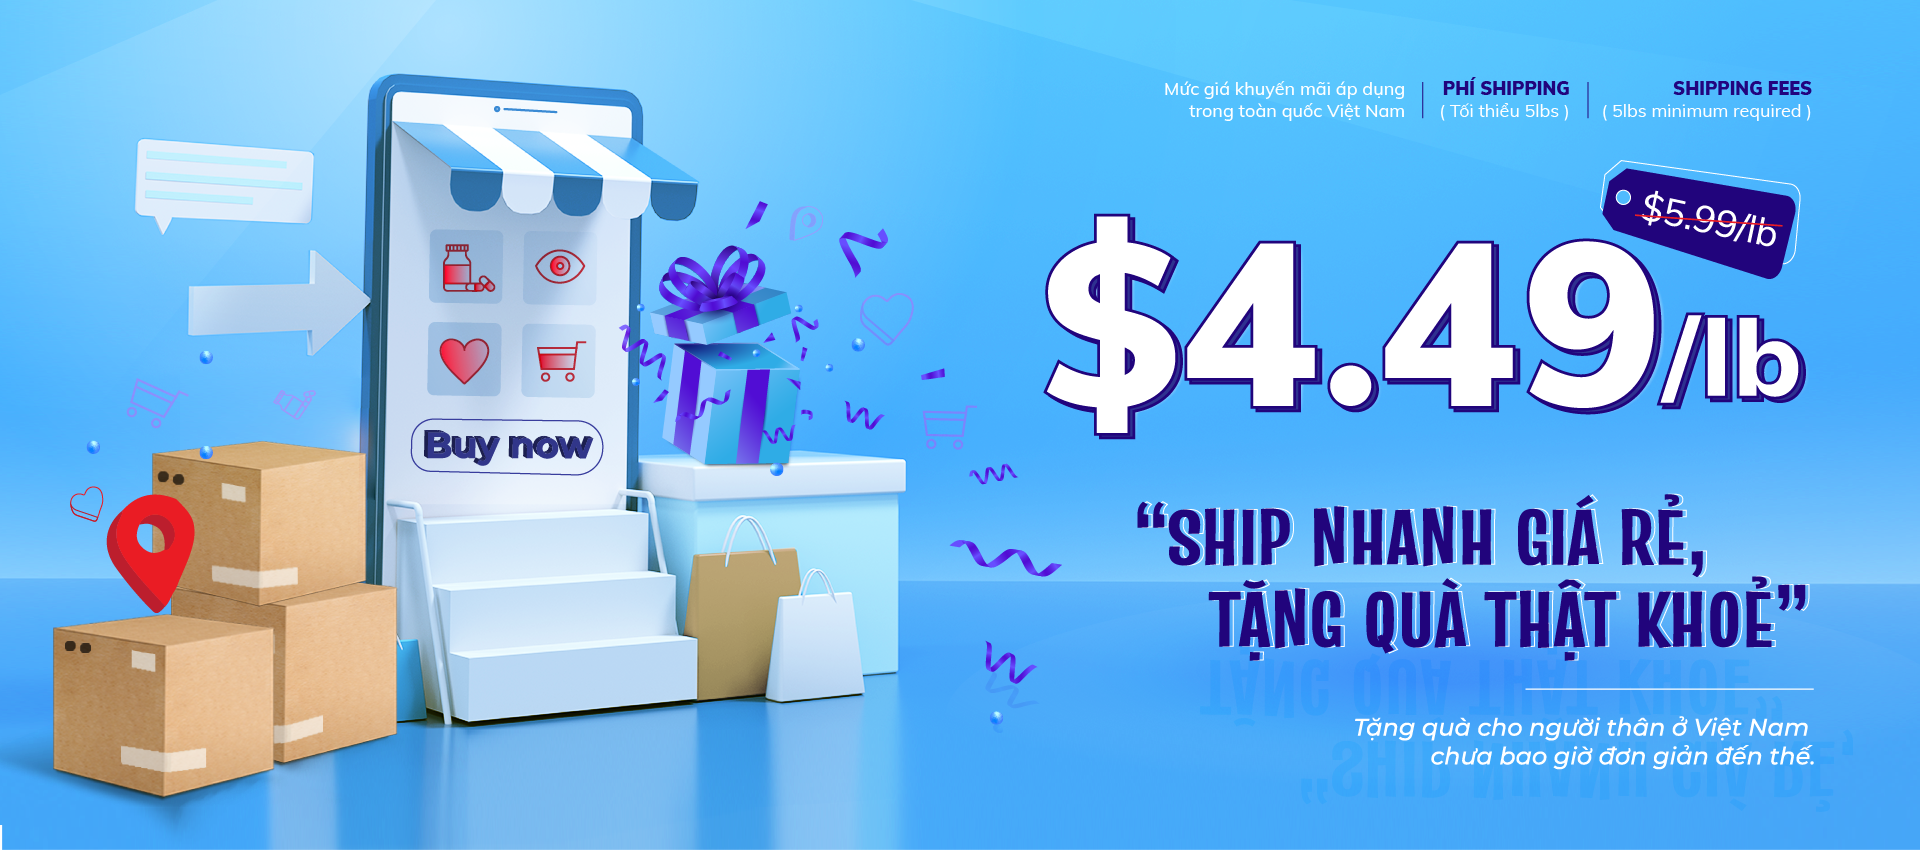 Mức giá khuyến mãi áp dụng
trong toàn quốc Việt Nam
PHÍ SHIPPING
( Tối thiểu 5lbs )
SHIPPING FEES
( 5lbs minimum required )
$5.99/lb
$4.49/lb
Buy now
“SHIP NHANH GIÁ RẺ,
TẶNG QUÀ THẬT KHOẺ”
Tặng quà cho người thân ở Việt Nam
chưa bao giờ đơn giản đến thế.